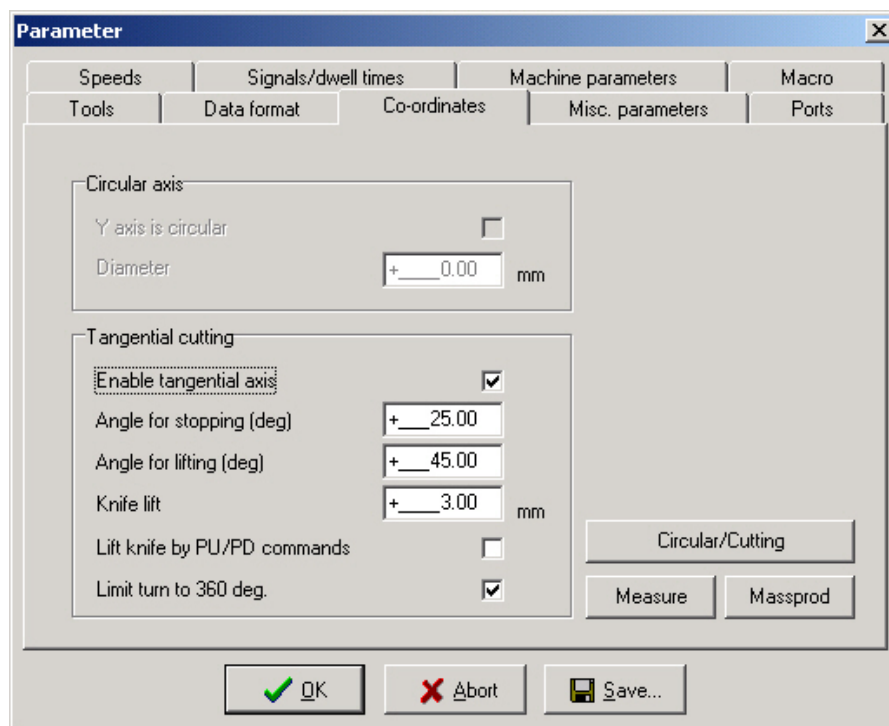 Parameter
Speeds Signals/dwell times Machine parameters Macro
Tools Data format Co-ordinates Misc. parameters Ports
Circular axis
Y axis is circular
Diameter +____0.00 mm
Tangential cutting
Enable tangential axis
Angle for stopping (deg) +___25.00
Angle for lifting (deg) +___45.00
Knife lift +____3.00 mm
Lift knife by PU/PD commands
Circular/Cutting
Limit turn to 360 deg.
Measure Massprod
OK Abort Save...